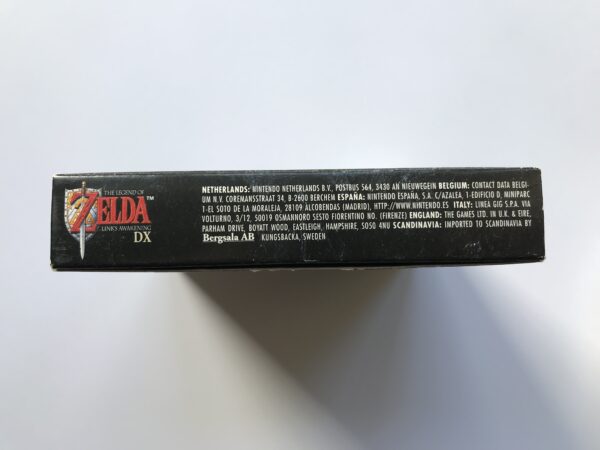 THE LEGEND OF
ZELDA™
LINK'S AWAKENING
DX
NETHERLANDS: NINTENDO NETHERLANDS B.V., POSTBUS 564, 3430 AN NIEUWEGEIN BELGIUM: CONTACT DATA BELGI-
UM N.V. COREMANSSTRAAT 34, B-2600 BERCHEM ESPAÑA: NINTENDO ESPAÑA, S.A. C/AZALEA, 1-EDIFICIO D, MINIPARC
1-EL SOTO DE LA MORALEJA, 28109 ALCOBENDAS (MADRID), HTTP://WWW.NINTENDO.ES ITALY: LINEA GIG S.P.A. VIA
VOLTURNO, 3/12, 50019 OSMANNORO SESTO FIORENTINO NO. (FIRENZE) ENGLAND: THE GAMES LTD. IN U.K. & EIRE,
PARHAM DRIVE, BOYATT WOOD, EASTLEIGH, HAMPSHIRE, SO50 4NU SCANDINAVIA: IMPORTED TO SCANDINAVIA BY
Bergsala AB KUNGSBACKA, SWEDEN